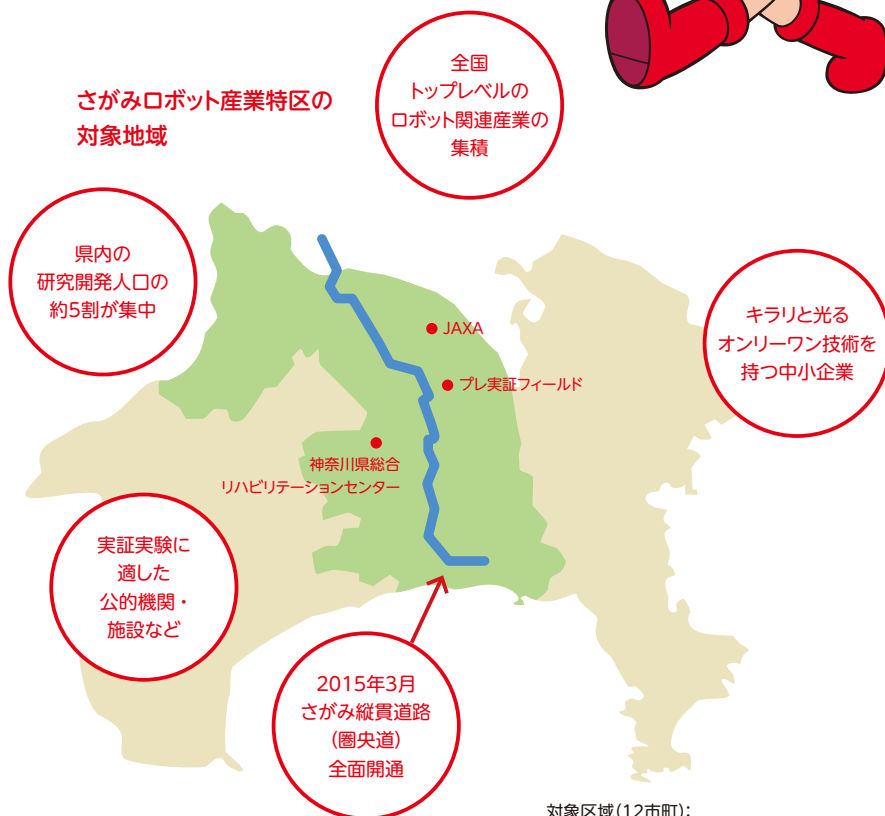 全国
トップレベルの
ロボット関連産業の
集積
さがみロボット産業特区の
対象地域
県内の
研究開発人口の
約5割が集中
キラリと光る
オンリーワン技術を
持つ中小企業
JAXA
プレ実証フィールド
神奈川県総合
リハビリテーションセンター
実証実験に
適した
公的機関・
施設など
2015年3月
さがみ縦貫道路
(圏央道)
全面開通
対象区域(12市町):